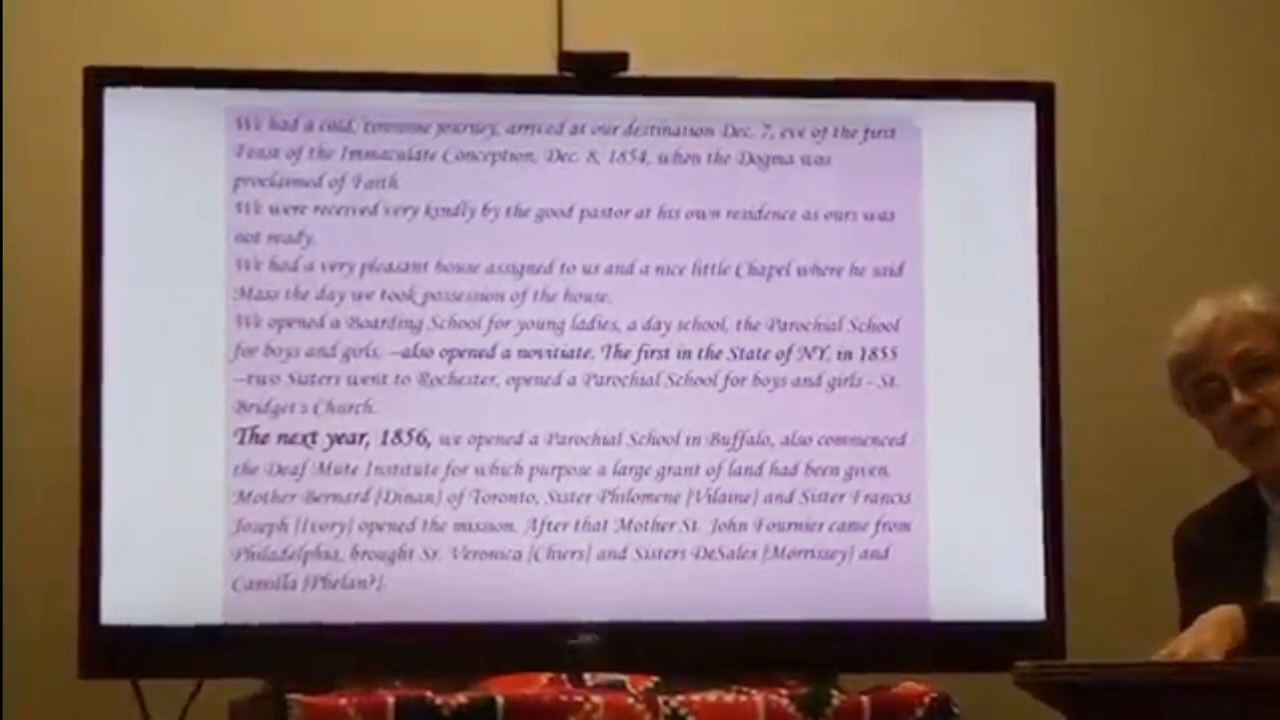 We had a cold, tiresome journey, arrived at our destination Dec. 7, eve of the first
Feast of the Immaculate Conception, Dec. 8, 1854, when the Dogma was
proclaimed of Faith.
We were received very kindly by the good pastor at his own residence as ours was
not ready.
We had a very pleasant house assigned to us and a nice little Chapel where he said
Mass the day we took possession of the house.
We opened a Boarding School for young ladies, a day school, the Parochial School
for boys and girls, –also opened a novitiate. The first in the State of NY, in 1855
–two Sisters went to Rochester, opened a Parochial School for boys and girls - St.
Bridget's Church.
The next year, 1856, we opened a Parochial School in Buffalo, also commenced
the Deaf Mute Institute for which purpose a large grant of land had been given.
Mother Bernard [Dinan] of Toronto, Sister Philomene [Vilaine] and Sister Francis
Joseph [Ivory] opened the mission. After that Mother St. John Fournier came from
Philadelphia, brought Sr. Veronica [Chiers] and Sisters DeSales [Morrissey] and
Camilla [Phelan?].